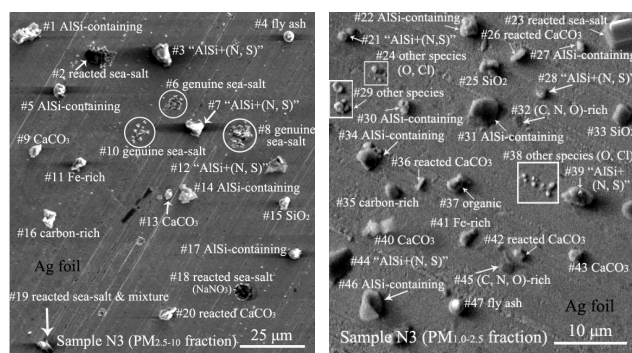 #1 AlSi-containing
#4 fly ash
#3 “AlSi+(N, S)”
#2 reacted sea-salt
#6 genuine sea-salt
#5 AlSi-containing
#7 “AlSi+(N, S)”
#8 genuine
sea-salt
#9 CaCO3
#10 genuine sea-salt
#12 “AlSi+(N, S)”
#11 Fe-rich
#14 AlSi-containing
#13 CaCO3
#15 SiO2
#16 carbon-rich
#17 AlSi-containing
Ag foil
#18 reacted sea-salt
(NaNO3)
#19 reacted sea-salt & mixture
#20 reacted CaCO3
Sample N3 (PM2.5-10 fraction)
25 µm
#22 AlSi-containing
#23 reacted sea-salt
#21 “AlSi+(N,S)”
#26 reacted CaCO3
#24 other species
(O, Cl)
#27 AlSi-containing
#25 SiO2
#28 “AlSi+(N, S)”
#29 other species
#30 AlSi-containing
#32 (C, N, O)-rich
#33 SiO2
#31 AlSi-containing
#34 AlSi-containing
#38 other species (O, Cl)
#36 reacted CaCO3
#39 “AlSi+
(N, S)”
#35 carbon-rich
#37 organic
#41 Fe-rich
#40 CaCO3
#42 reacted CaCO3
#44 “AlSi+(N, S)”
#43 CaCO3
#45 (C, N, O)-rich
#46 AlSi-containing
#47 fly ash
Ag foil
Sample N3 (PM1.0-2.5 fraction)
10 µm